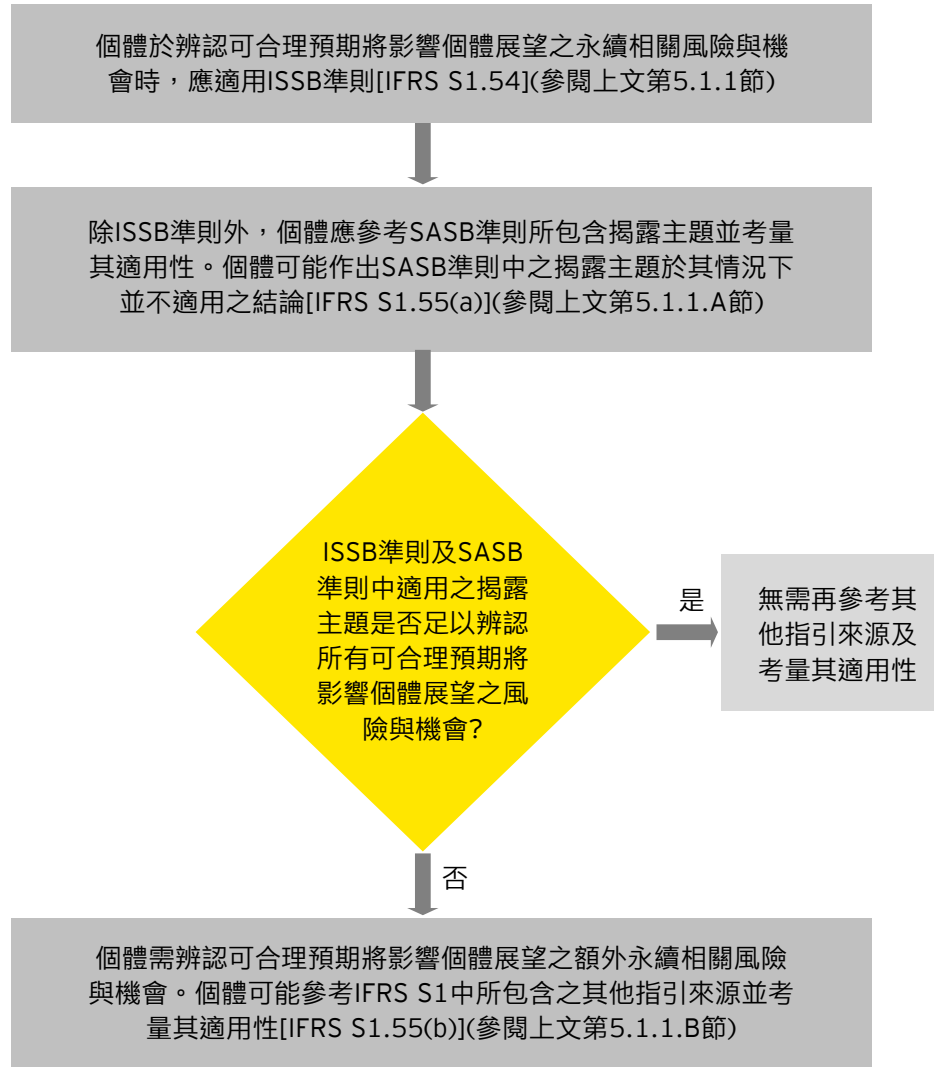 個體於辨認可合理預期將影響個體展望之永續相關風險與機
會時，應適用ISSB準則[IFRS S1.54](參閱上文第5.1.1節)
除ISSB準則外，個體應參考SASB準則所包含揭露主題並考量
其適用性。個體可能作出SASB準則中之揭露主題於其情況下
並不適用之結論[IFRS S1.55(a)](參閱上文第5.1.1.A節)
ISSB準則及SASB
準則中適用之揭露
主題是否足以辨認
所有可合理預期將
影響個體展望之風
險與機會?
是
無需再參考其
他指引來源及
考量其適用性
否
個體需辨認可合理預期將影響個體展望之額外永續相關風險
與機會。個體可能參考IFRS S1中所包含之其他指引來源並考
量其適用性[IFRS S1.55(b)](參閱上文第5.1.1.B節)